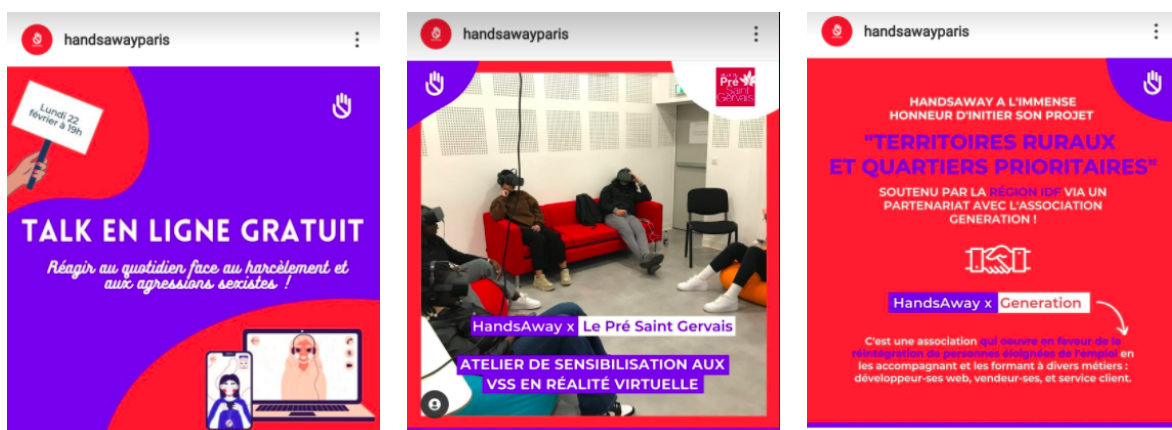 handsawayparis
Lundi 22
février à 19h
TALK EN LIGNE GRATUIT
Réagir au quotidien face au harcèlement et
aux agressions sexistes !
handsawayparis
Pré
Saint
Gervais
HandsAway x Le Pré Saint Gervais
ATELIER DE SENSIBILISATION AUX
VSS EN RÉALITÉ VIRTUELLE
handsawayparis
HANDSAWAY A L'IMMENSE
HONNEUR D'INITIER SON PROJET
"TERRITOIRES RURAUX
ET QUARTIERS PRIORITAIRES"
SOUTENU PAR LA RÉGION IDF VIA UN
PARTENARIAT AVEC L'ASSOCIATION
GENERATION !
HandsAway x Generation
C'est une association qui oeuvre en faveur de la
réintégration de personnes éloignées de l'emploi en
les accompagnant et les formant à divers métiers :
développeur-ses web, vendeur-ses, et service client.